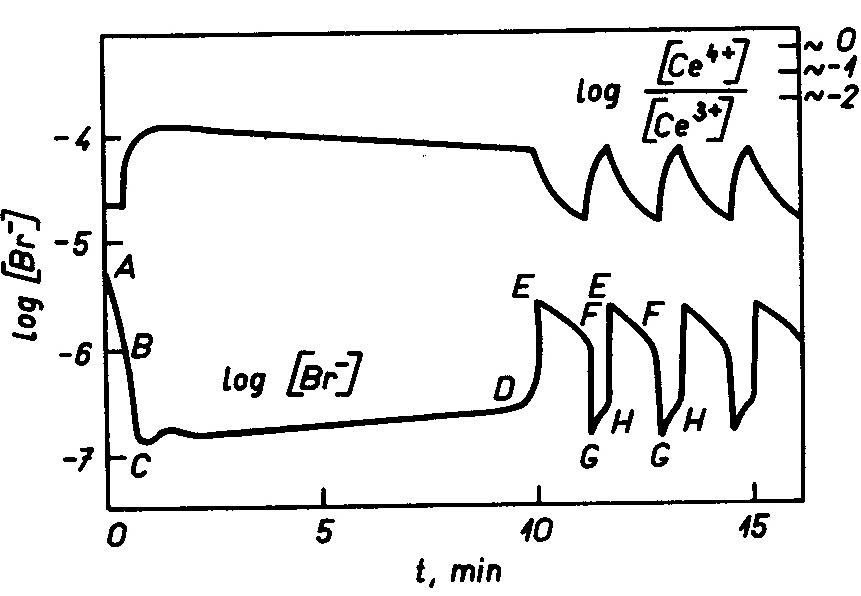 ~ 0
~-1
~-2
log [Ce⁴⁺]
[Ce³⁺]
-4
-5
-6
-7
log [Br⁻]
A
B
C
log [Br⁻]
D
E
E
F
F
G
H
G
H
0
5
10
15
t, min